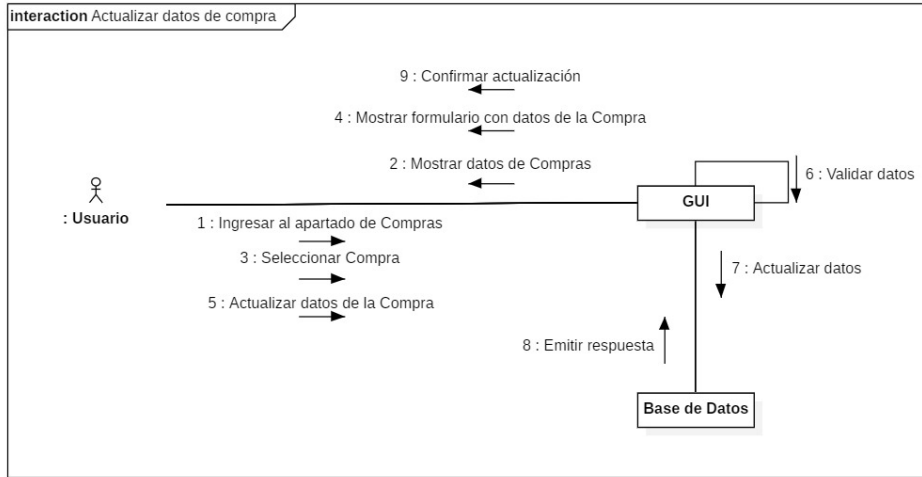 interaction Actualizar datos de compra
9 : Confirmar actualización
4 : Mostrar formulario con datos de la Compra
2 : Mostrar datos de Compras
6 : Validar datos
GUI
: Usuario
1 : Ingresar al apartado de Compras
3 : Seleccionar Compra
7 : Actualizar datos
5 : Actualizar datos de la Compra
8 : Emitir respuesta
Base de Datos